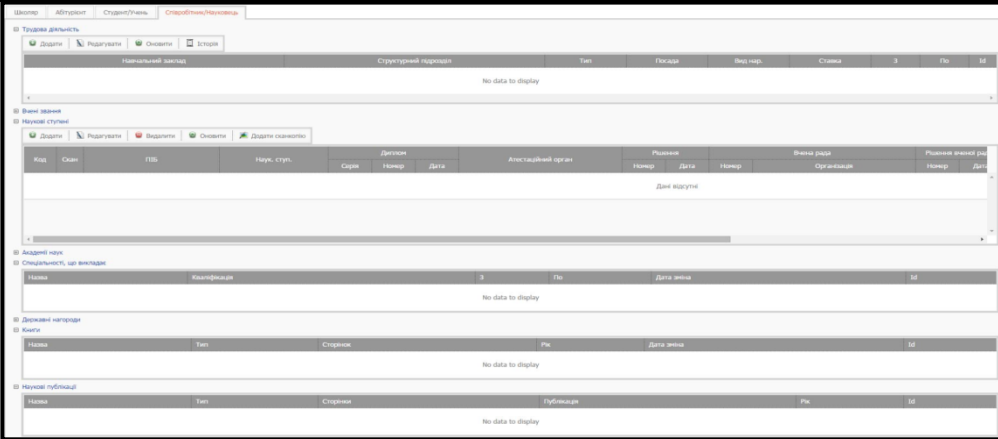 Школяр Абітурієнт Студент/Учень Співробітник/Науковець
Трудова діяльність
Додати Редагувати Оновити Історія
Навчальний заклад Структурний підрозділ Тип Посада Вид нар. Ставка З По Id
No data to display
Вчені звання
Наукові ступені
Додати Редагувати Видалити Оновити Додати сканкопію
Код Скан ПІБ Наук. ступ. Диплом Атестаційний орган Рішення Вчена рада Рішення вченої рад
Серія Номер Дата Номер Дата Номер Організація Номер Дата
Дані відсутні
Академії наук
Спеціальності, що викладає
Назва Кваліфікація З По Дата зміна Id
No data to display
Державні нагороди
Книги
Назва Тип Сторінок Рік Дата зміна Id
No data to display
Наукові публікації
Назва Тип Сторінки Публікація Рік Id
No data to display